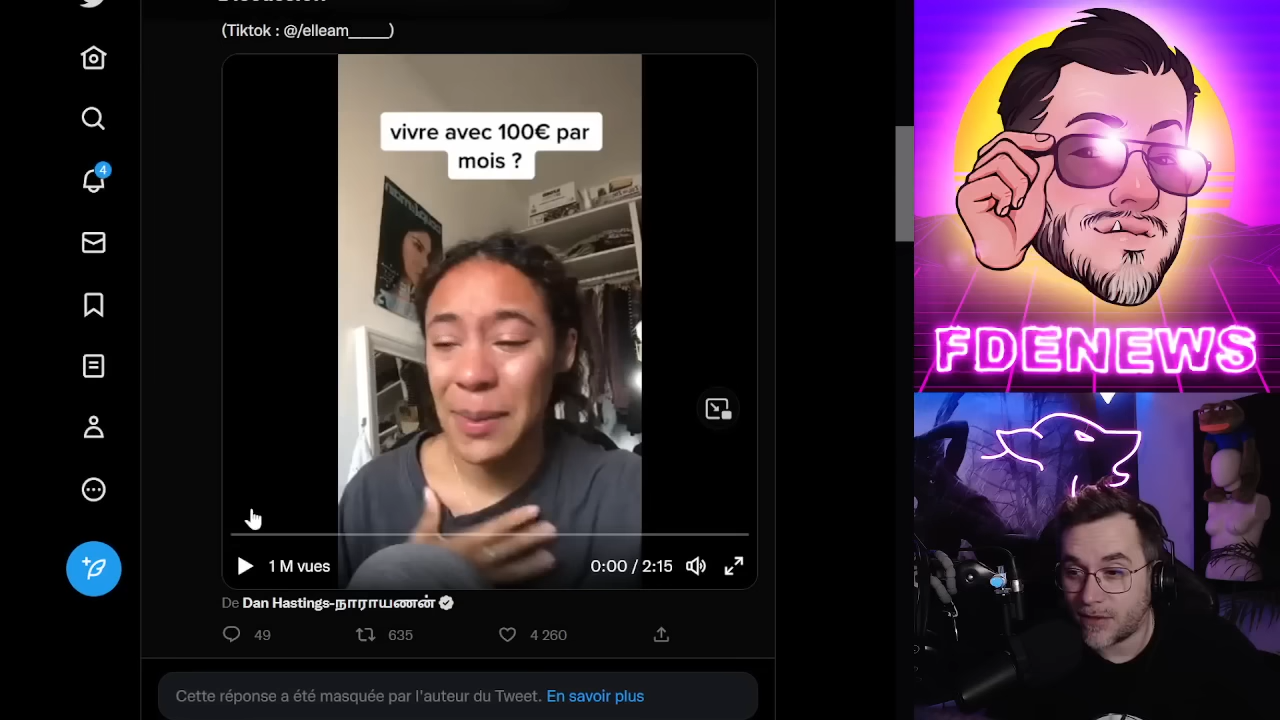 (Tiktok : @/elleam_____)
vivre avec 100€ par
mois ?
4
1 M vues
0:00 / 2:15
De Dan Hastings-நாராயணன்
49
635
4 260
Cette réponse a été masquée par l'auteur du Tweet. En savoir plus
FDENEWS